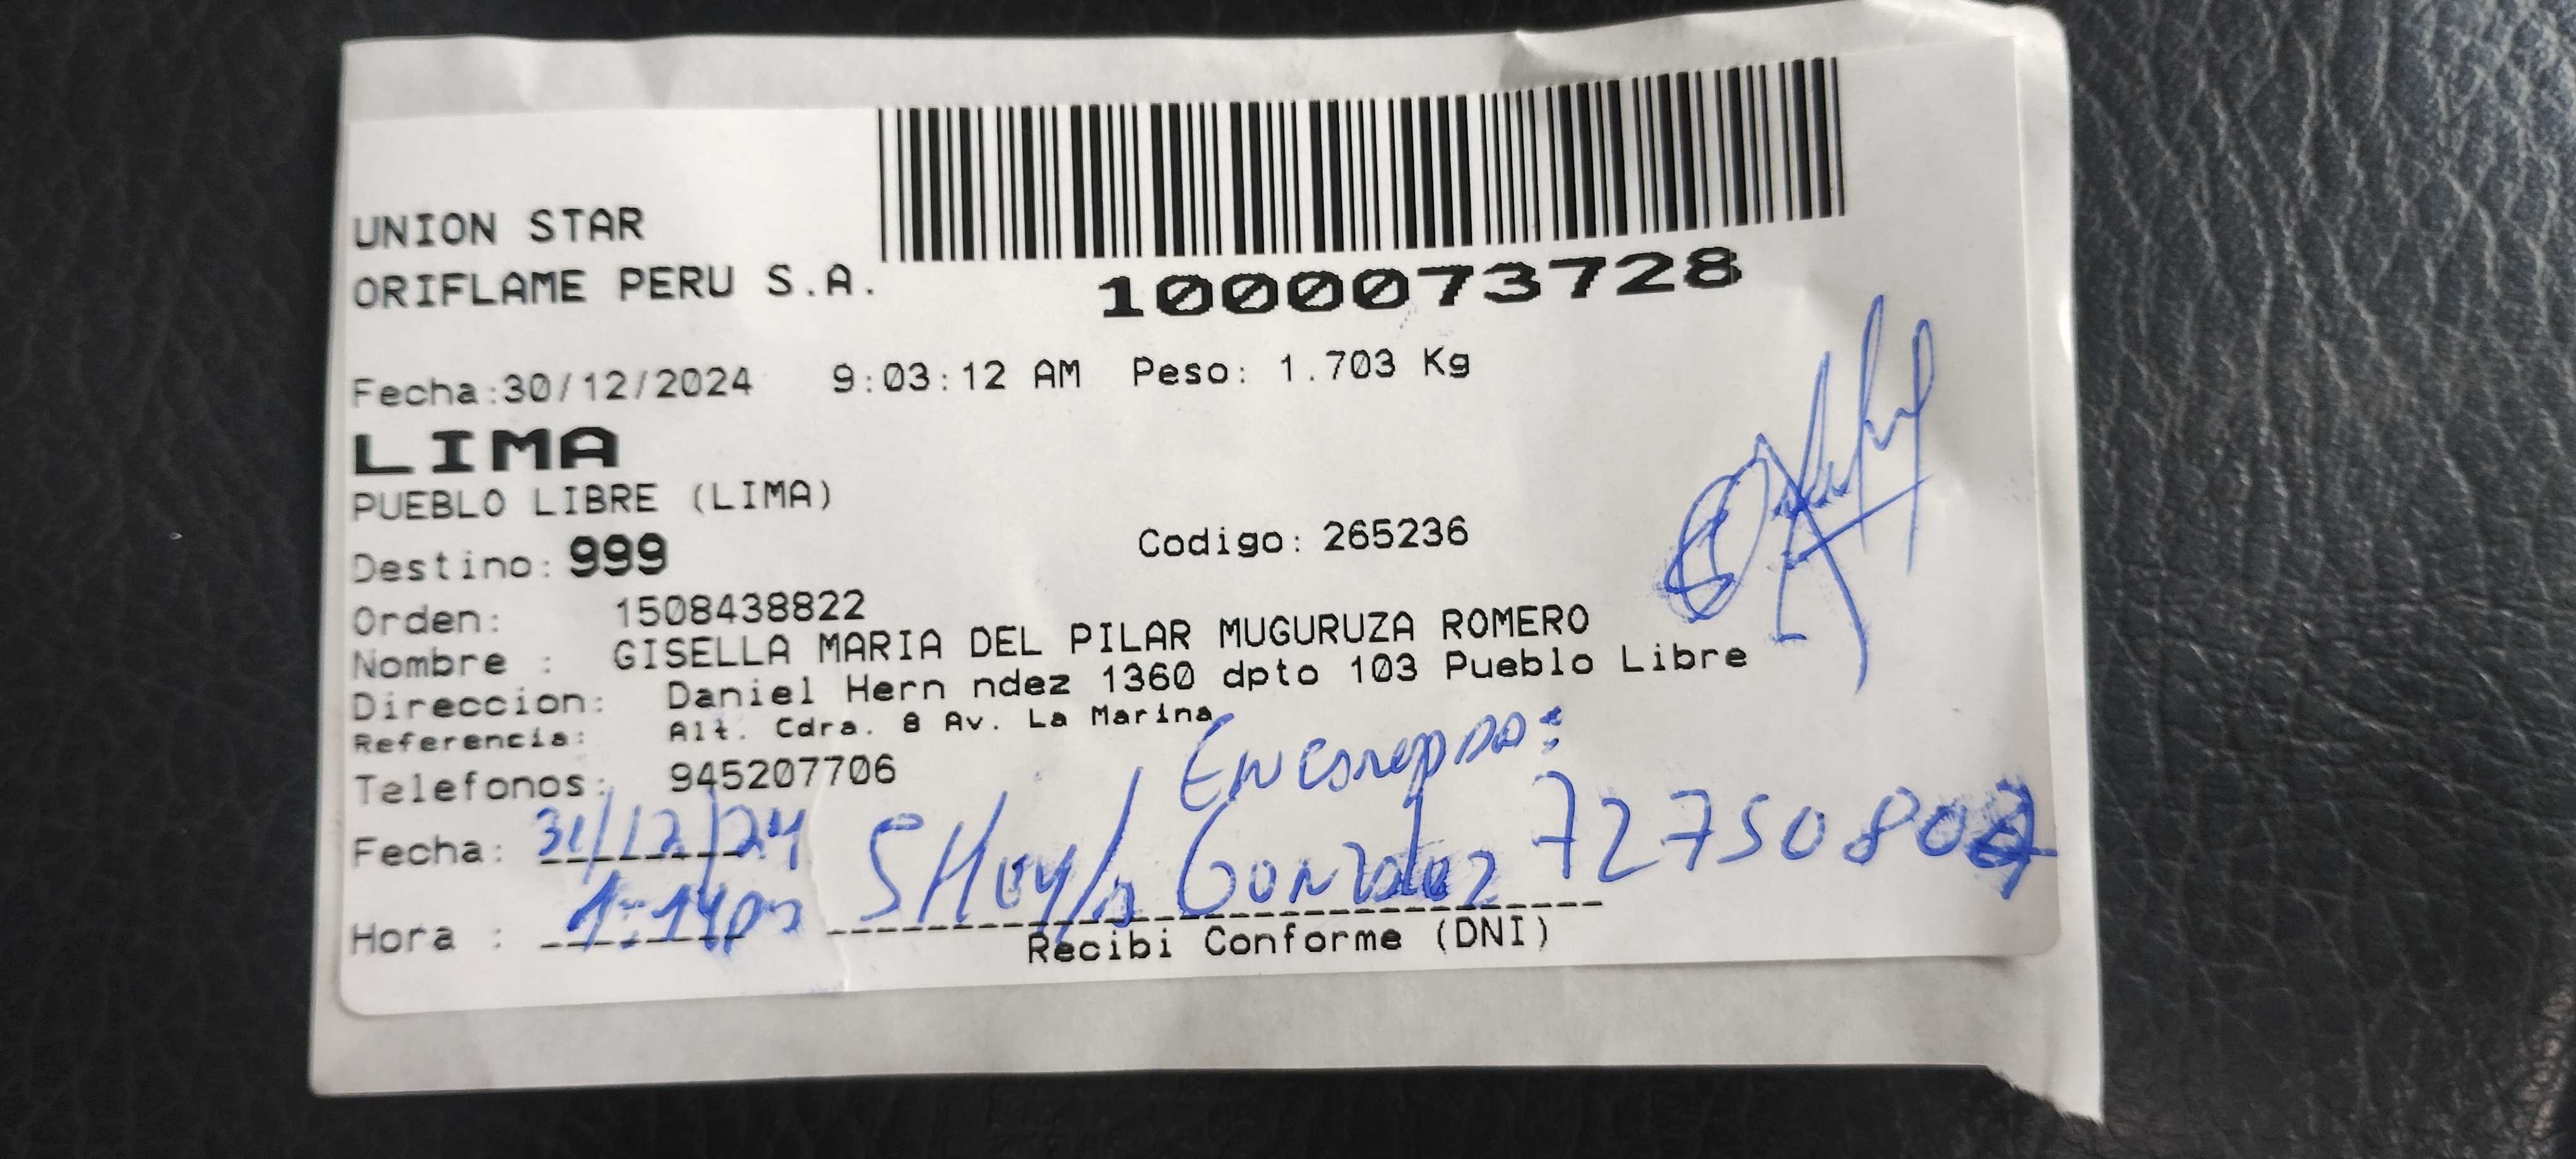 UNION STAR
ORIFLAME PERU S.A.
1000073728
Fecha:30/12/2024 9:03:12 AM Peso: 1.703 Kg
LIMA
PUEBLO LIBRE (LIMA)
Destino: 999 Codigo: 265236
Orden: 1508438822
Nombre : GISELLA MARIA DEL PILAR MUGURUZA ROMERO
Direccion: Daniel Hern ndez 1360 dpto 103 Pueblo Libre
Referencia: Alt. Cdra. 8 Av. La Marina
Telefonos: 945207706
Fecha: 31/12/24
Gonzalez
Hora : 1:14pm
Recibi Conforme (DNI)